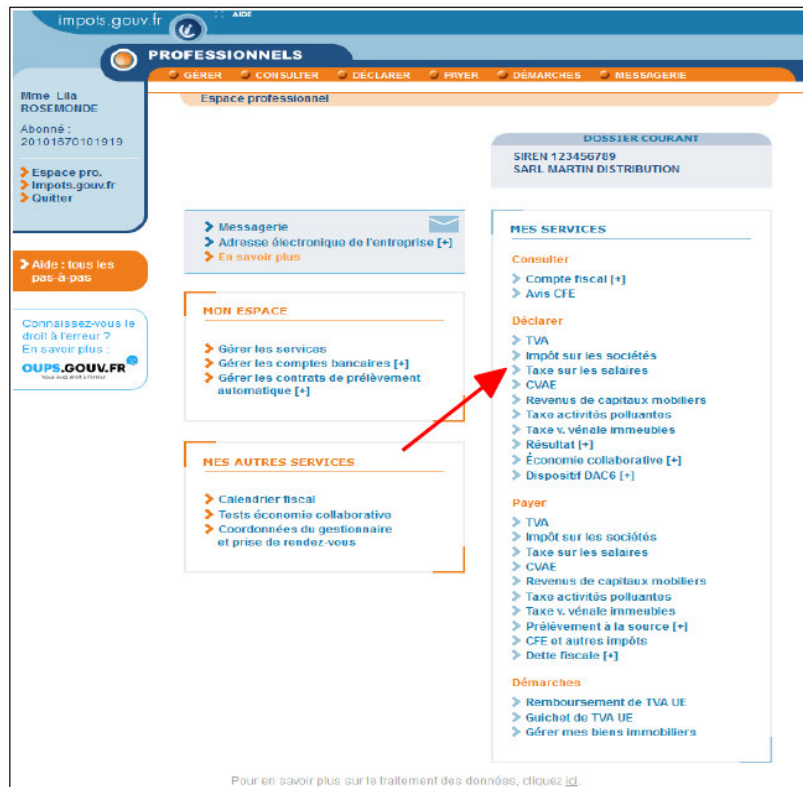 impots.gouv.fr
AIDE
PROFESSIONNELS
GÉRER CONSULTER DÉCLARER PAYER DÉMARCHES MESSAGERIE
Mme Lila
ROSEMONDE
Abonné :
20101670101919
Espace pro.
Impots.gouv.fr
Quitter
Aide : tous les
pas-à-pas
Connaissez-vous le
droit à l'erreur ?
En savoir plus :
OUPS.GOUV.FR
Vous avez droit à l'erreur
Espace professionnel
DOSSIER COURANT
SIREN 123456789
SARL MARTIN DISTRIBUTION
Messagerie
Adresse électronique de l'entreprise [+]
En savoir plus
MON ESPACE
Gérer les services
Gérer les comptes bancaires [+]
Gérer les contrats de prélèvement
automatique [+]
MES AUTRES SERVICES
Calendrier fiscal
Tests économie collaborative
Coordonnées du gestionnaire
et prise de rendez-vous
MES SERVICES
Consulter
Compte fiscal [+]
Avis CFE
Déclarer
TVA
Impôt sur les sociétés
Taxe sur les salaires
CVAE
Revenus de capitaux mobiliers
Taxe activités polluantes
Taxe v. vénale immeubles
Résultat [+]
Économie collaborative [+]
Dispositif DAC6 [+]
Payer
TVA
Impôt sur les sociétés
Taxe sur les salaires
CVAE
Revenus de capitaux mobiliers
Taxe activités polluantes
Taxe v. vénale immeubles
Prélèvement à la source [+]
CFE et autres impôts
Dette fiscale [+]
Démarches
Remboursement de TVA UE
Guichet de TVA UE
Gérer mes biens immobiliers
Pour en savoir plus sur le traitement des données, cliquez ici.